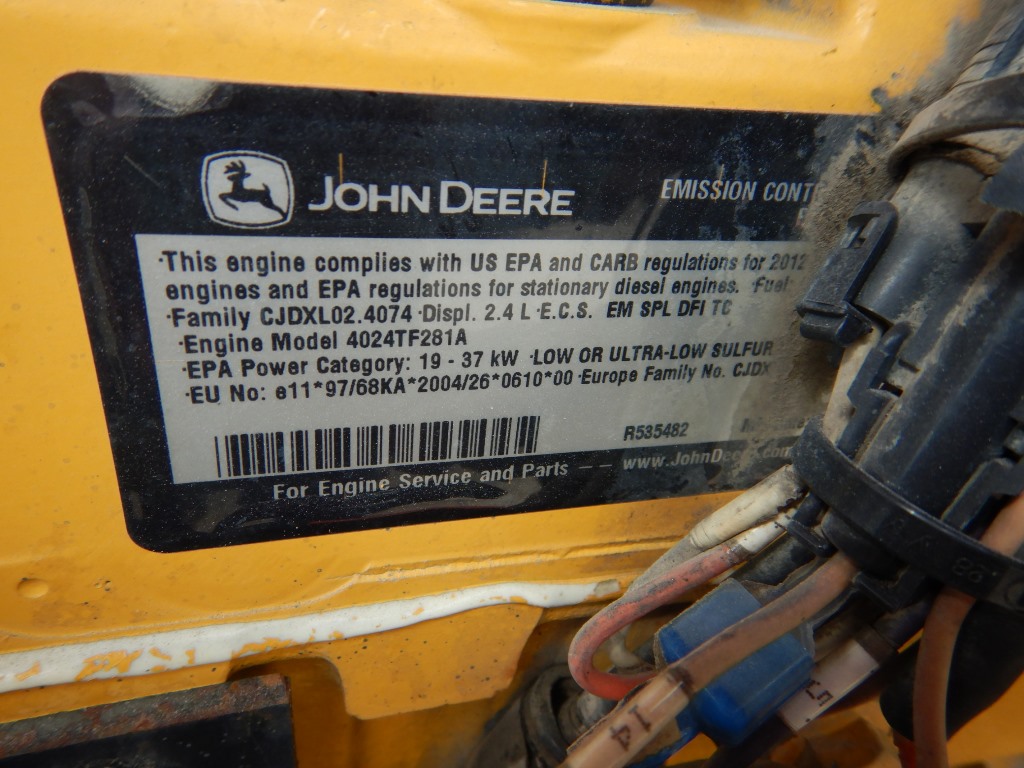 JOHN DEERE
EMISSION CONT
·This engine complies with US EPA and CARB regulations for 2012
engines and EPA regulations for stationary diesel engines. ·Fuel
·Family CJDXL02.4074 ·Displ. 2.4 L ·E.C.S. EM SPL DFI TC
·Engine Model 4024TF281A
·EPA Power Category: 19 - 37 kW ·LOW OR ULTRA-LOW SULFUR
·EU No: e11*97/68KA*2004/26*0610*00 ·Europe Family No. CJDX
R535482
For Engine Service and Parts — — www.JohnDeere.com
14